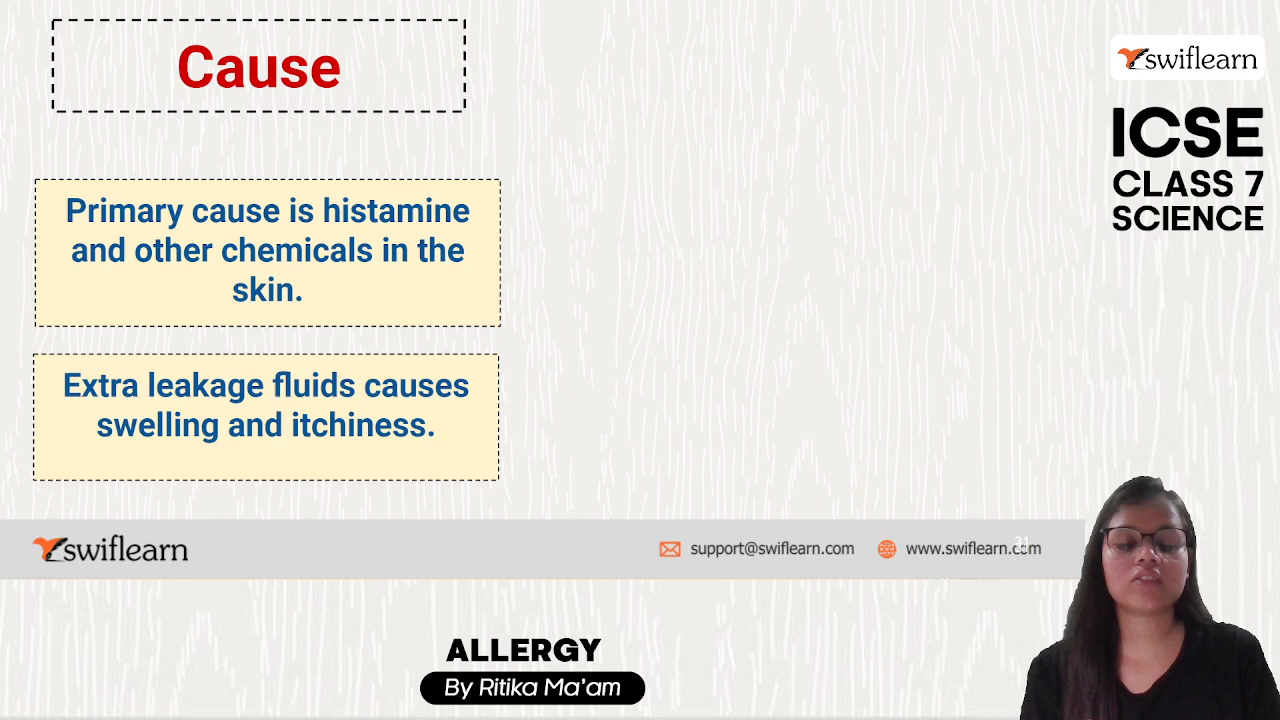 Cause
Primary cause is histamine
and other chemicals in the
skin.
Extra leakage fluids causes
swelling and itchiness.
swiflearn
ICSE
CLASS 7
SCIENCE
swiflearn
support@swiflearn.com
www.swiflearn.com
31
ALLERGY
By Ritika Ma'am